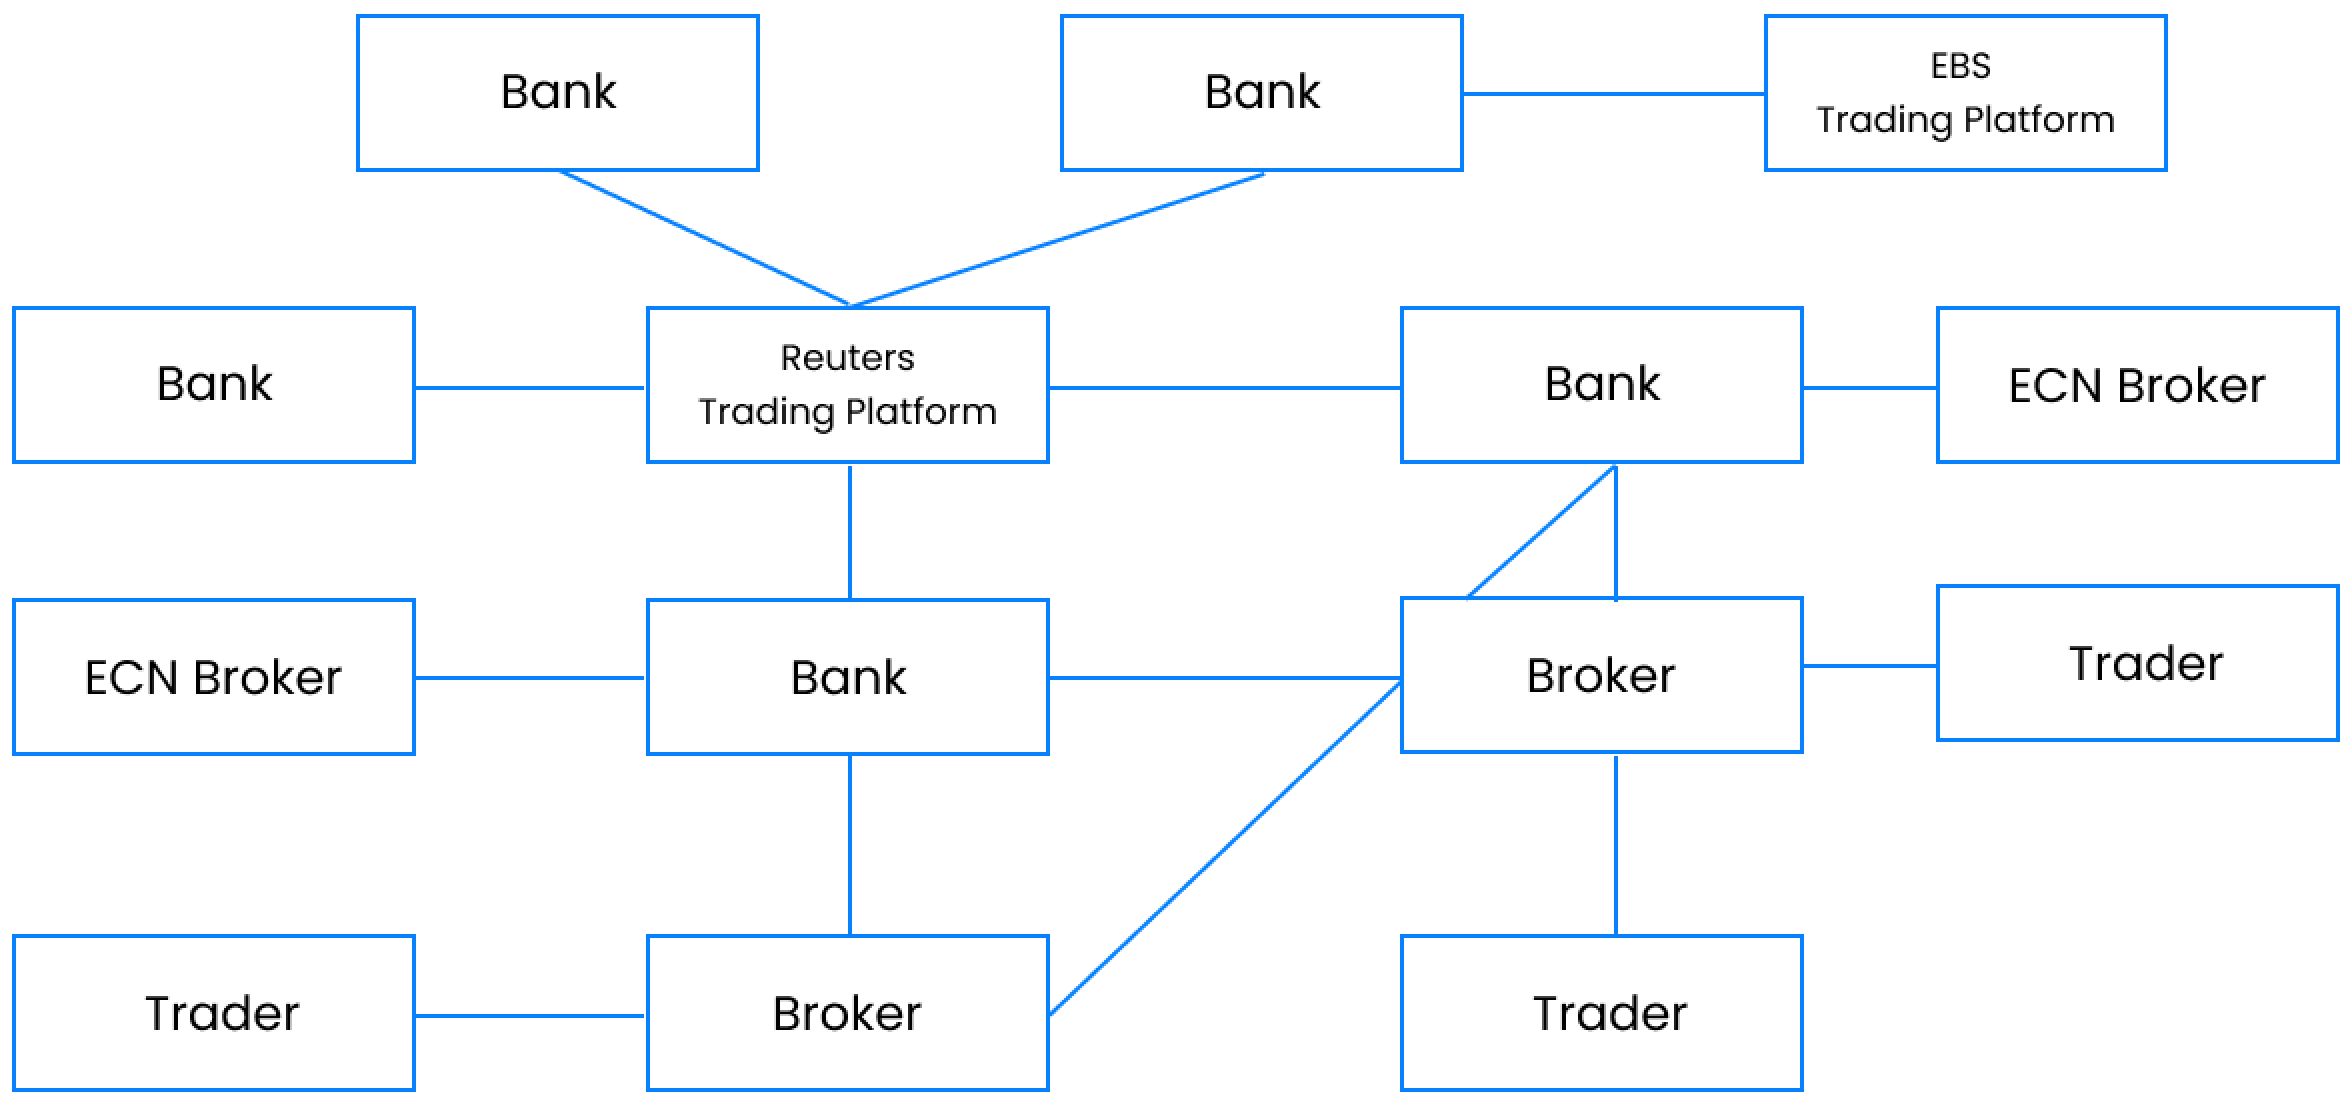 Bank
Bank
EBS
Trading Platform
Bank
Reuters
Trading Platform
Bank
ECN Broker
ECN Broker
Bank
Broker
Trader
Trader
Broker
Trader